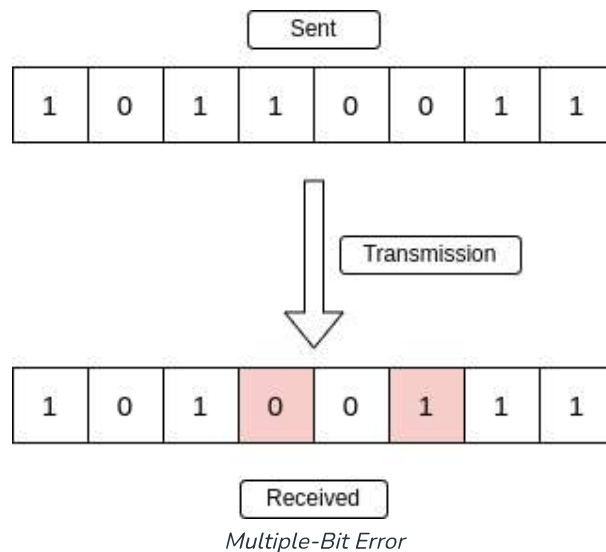 Sent
1 0 1 1 0 0 1 1
Transmission
1 0 1 0 0 1 1 1
Received
Multiple-Bit Error